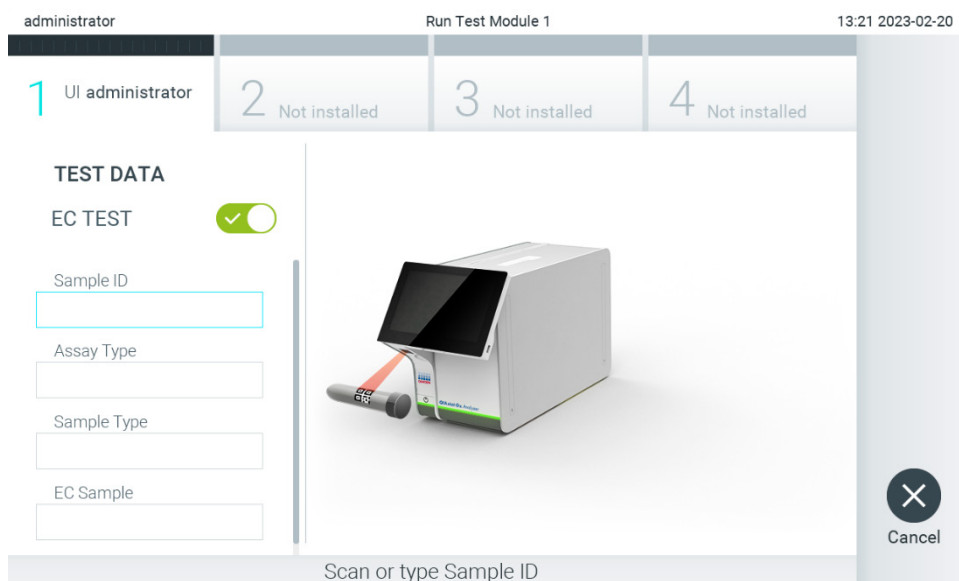 administrator Run Test Module 1 13:21 2023-02-20
1 UI administrator 2 Not installed 3 Not installed 4 Not installed
TEST DATA
EC TEST
Sample ID
Assay Type
Sample Type
EC Sample
Cancel
Scan or type Sample ID